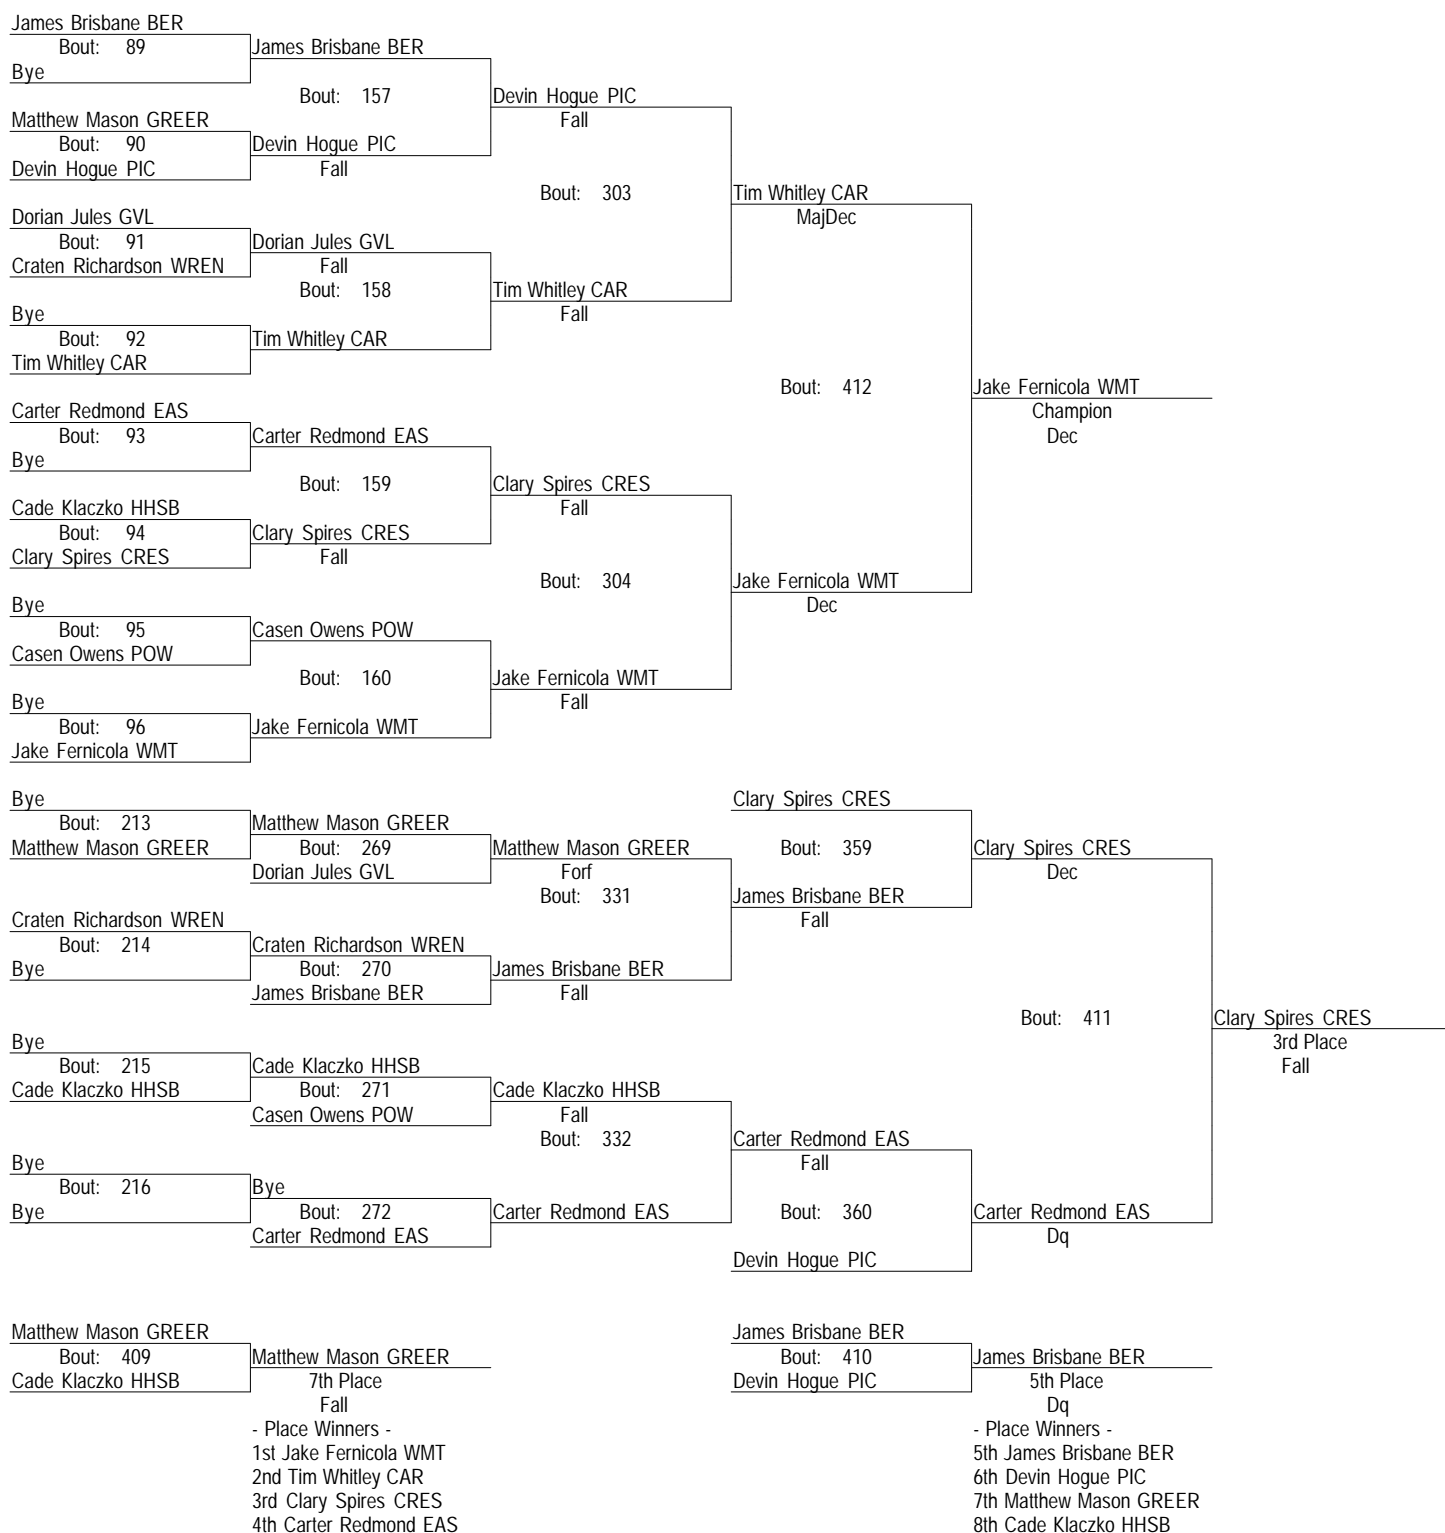 James Brisbane BER
Bout: 89
James Brisbane BER
Bye
Bout: 157
Devin Hogue PIC
Matthew Mason GREER
Fall
Bout: 90
Devin Hogue PIC
Devin Hogue PIC
Fall
Bout: 303
Tim Whitley CAR
Dorian Jules GVL
MajDec
Bout: 91
Dorian Jules GVL
Craten Richardson WREN
Fall
Bout: 158
Tim Whitley CAR
Bye
Fall
Bout: 92
Tim Whitley CAR
Tim Whitley CAR
Bout: 412
Jake Fernicola WMT
Carter Redmond EAS
Champion
Bout: 93
Carter Redmond EAS
Dec
Bye
Bout: 159
Clary Spires CRES
Cade Klaczko HHSB
Fall
Bout: 94
Clary Spires CRES
Clary Spires CRES
Fall
Bout: 304
Jake Fernicola WMT
Bye
Dec
Bout: 95
Casen Owens POW
Casen Owens POW
Bout: 160
Jake Fernicola WMT
Bye
Fall
Bout: 96
Jake Fernicola WMT
Jake Fernicola WMT
Bye
Clary Spires CRES
Bout: 213
Matthew Mason GREER
Matthew Mason GREER
Bout: 269
Matthew Mason GREER
Bout: 359
Clary Spires CRES
Dorian Jules GVL
Forf
Dec
Bout: 331
James Brisbane BER
Craten Richardson WREN
Fall
Bout: 214
Craten Richardson WREN
Bye
Bout: 270
James Brisbane BER
James Brisbane BER
Fall
Bout: 411
Clary Spires CRES
Bye
3rd Place
Bout: 215
Cade Klaczko HHSB
Fall
Cade Klaczko HHSB
Bout: 271
Cade Klaczko HHSB
Casen Owens POW
Fall
Bout: 332
Carter Redmond EAS
Bye
Fall
Bout: 216
Bye
Bye
Bout: 272
Carter Redmond EAS
Bout: 360
Carter Redmond EAS
Carter Redmond EAS
Dq
Devin Hogue PIC
Matthew Mason GREER
Bout: 409
Matthew Mason GREER
Cade Klaczko HHSB
7th Place
Fall
- Place Winners -
1st Jake Fernicola WMT
2nd Tim Whitley CAR
3rd Clary Spires CRES
4th Carter Redmond EAS
James Brisbane BER
Bout: 410
James Brisbane BER
Devin Hogue PIC
5th Place
Dq
- Place Winners -
5th James Brisbane BER
6th Devin Hogue PIC
7th Matthew Mason GREER
8th Cade Klaczko HHSB